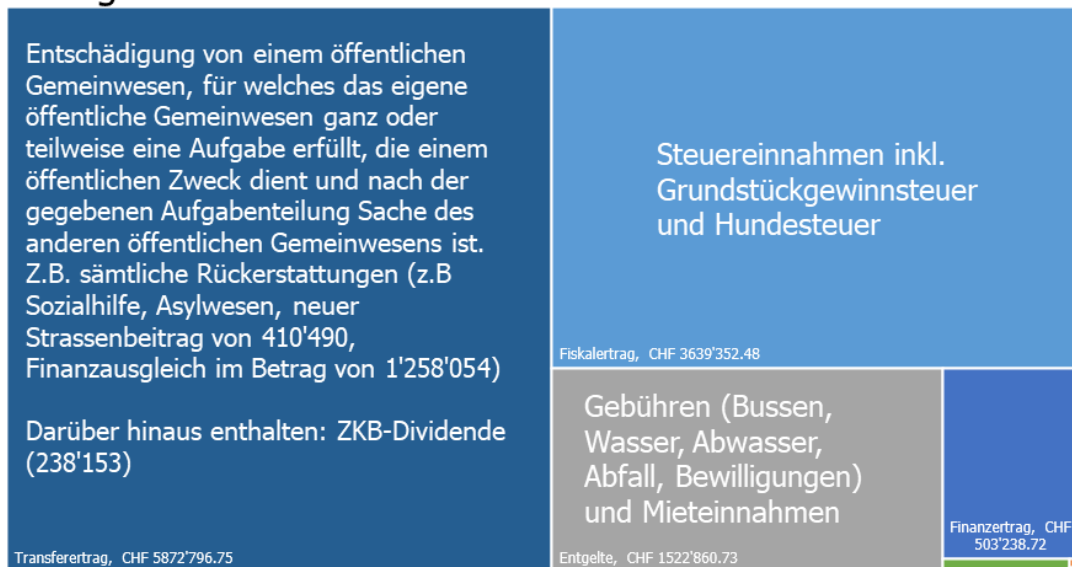 Entschädigung von einem öffentlichen
Gemeinwesen, für welches das eigene
öffentliche Gemeinwesen ganz oder
teilweise eine Aufgabe erfüllt, die einem
öffentlichen Zweck dient und nach der
gegebenen Aufgabenteilung Sache des
anderen öffentlichen Gemeinwesens ist.
Z.B. sämtliche Rückerstattungen (z.B
Sozialhilfe, Asylwesen, neuer
Strassenbeitrag von 410'490,
Finanzausgleich im Betrag von 1'258'054)
Darüber hinaus enthalten: ZKB-Dividende
(238'153)
Transferertrag, CHF 5872'796.75
Steuereinnahmen inkl.
Grundstückgewinnsteuer
und Hundesteuer
Fiskalertrag, CHF 3639'352.48
Gebühren (Bussen,
Wasser, Abwasser,
Abfall, Bewilligungen)
und Mieteinnahmen
Entgelte, CHF 1522'860.73
Finanzertrag, CHF
503'238.72